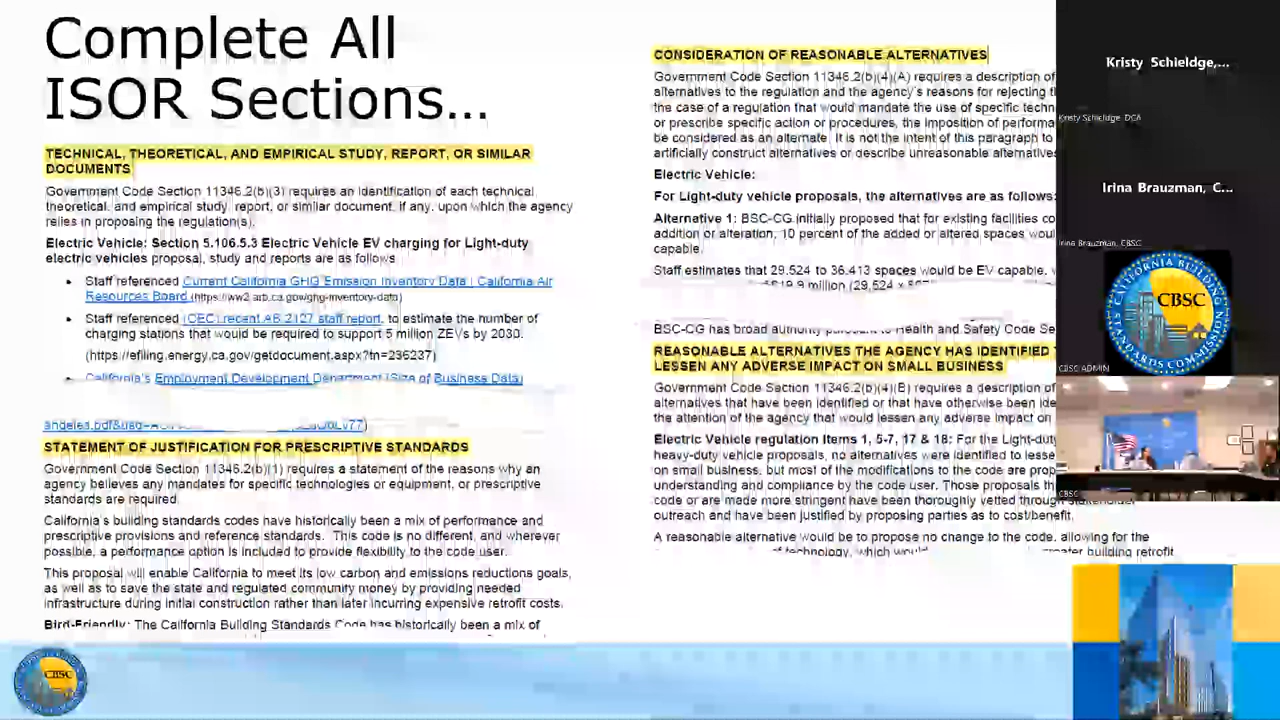 Complete All
ISOR Sections...
TECHNICAL, THEORETICAL, AND EMPIRICAL STUDY, REPORT, OR SIMILAR
DOCUMENTS
Government Code Section 11346.2(b)(3) requires an identification of each technical,
theoretical, and empirical study, report, or similar document, if any, upon which the agency
relies in proposing the regulation(s).
Electric Vehicle: Section 5.106.5.3 Electric Vehicle EV charging for Light-duty
electric vehicles proposal, study and reports are as follows
Staff referenced Current California GHG Emission Inventory Data | California Air
Resources Board (https://ww2.arb.ca.gov/ghg-inventory-data)
Staff referenced (CEC) recent AB 2127 staff report, to estimate the number of
charging stations that would be required to support 5 million ZEVs by 2030.
(https://efiling.energy.ca.gov/getdocument.aspx?tn=236237)
California's Employment Development Department (Size of Business Data)
STATEMENT OF JUSTIFICATION FOR PRESCRIPTIVE STANDARDS
Government Code Section 11346.2(b)(1) requires a statement of the reasons why an
agency believes any mandates for specific technologies or equipment, or prescriptive
standards are required.
California's building standards codes have historically been a mix of performance and
prescriptive provisions and reference standards. This code is no different, and wherever
possible, a performance option is included to provide flexibility to the code user.
This proposal will enable California to meet its low carbon and emissions reductions goals,
as well as to save the state and regulated community money by providing needed
infrastructure during initial construction rather than later incurring expensive retrofit costs.
Bird-Friendly: The California Building Standards Code has historically been a mix of
CONSIDERATION OF REASONABLE ALTERNATIVES
Government Code Section 11346.2(b)(4)(A) requires a description of
alternatives to the regulation and the agency's reasons for rejecting
the case of a regulation that would mandate the use of specific
or prescribe specific action or procedures, the imposition of
be considered as an alternate. It is not the intent of this paragraph to
artificially construct alternatives or describe unreasonable alternatives
Electric Vehicle:
For Light-duty vehicle proposals, the alternatives are as follows:
Alternative 1: BSC-CG initially proposed that for existing facilities
addition or alteration, 10 percent of the added or altered spaces
capable.
Staff estimates that 29,524 to 36,413 spaces would be EV capable,
million (29,524 x
BSC-CG has broad authority pursuant to Health and Safety Code
REASONABLE ALTERNATIVES THE AGENCY HAS IDENTIFIED
LESSEN ANY ADVERSE IMPACT ON SMALL BUSINESS
Government Code Section 11346.2(b)(4)(B) requires a description of
alternatives that have been identified or that have otherwise been
the attention of the agency that would lessen any adverse impact on
Electric Vehicle regulation Items 1, 5-7, 17 & 18: For the
heavy-duty vehicle proposals, no alternatives were identified to
on small business, but most of the modifications to the code are
understanding and compliance by the code user. Those proposals
code or are made more stringent have been thoroughly vetted through stakeholder
outreach and have been justified by proposing parties as to cost/benefit.
A reasonable alternative would be to propose no change to the code, allowing for the
of technology, which would greater building retrofit
Kristy Schieldge,...
Kristy Schieldge, DCA
Irina Brauzman, C...
Irina Brauzman, CBSC
CALIFORNIA BUILDING
CBSC
STANDARDS COMMISSION
CBSC ADMIN
CBSC
CBSC